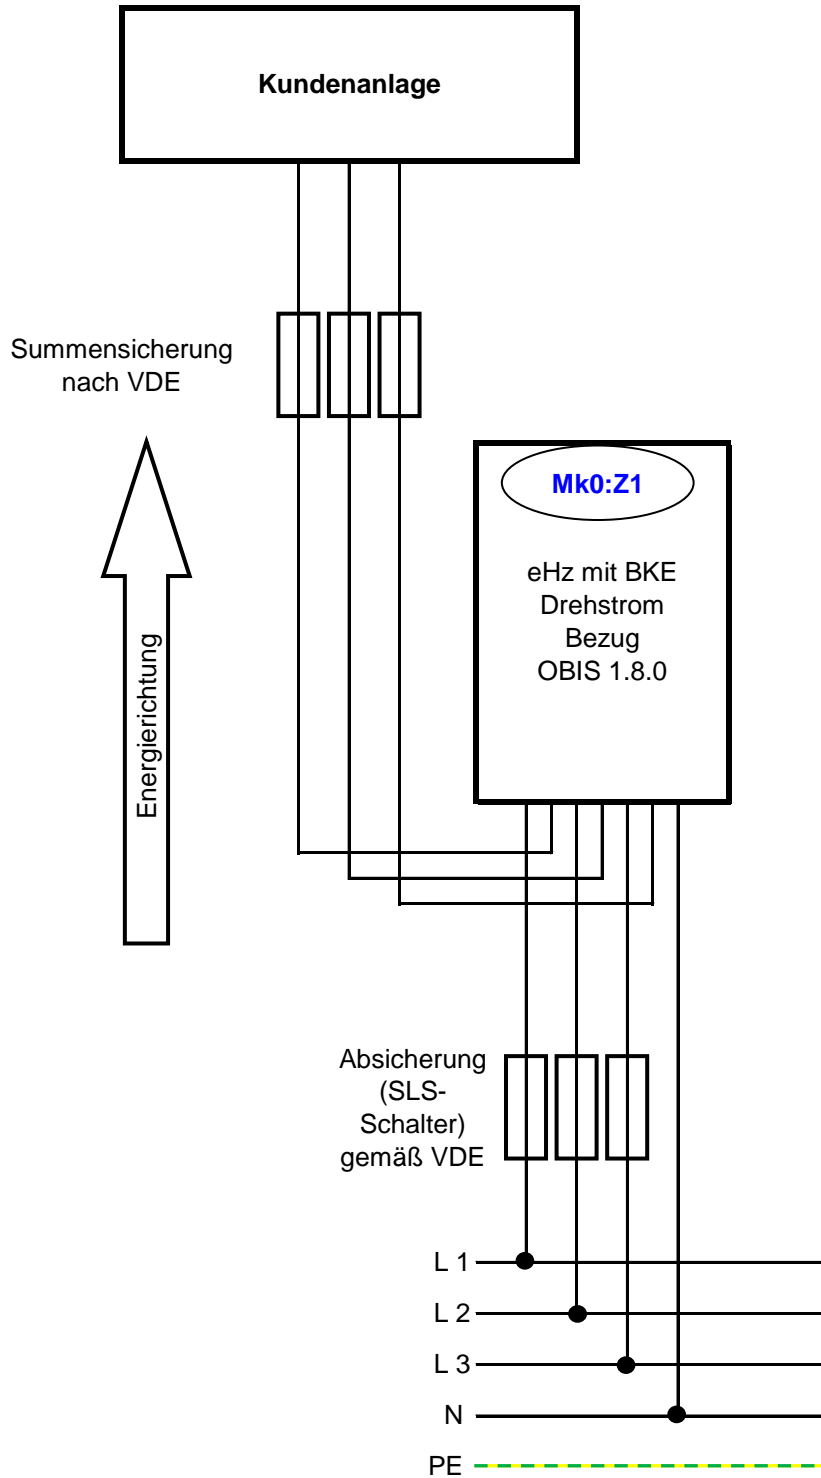 Kundenanlage
Summensicherung
nach VDE
Mk0:Z1
eHz mit BKE
Drehstrom
Bezug
OBIS 1.8.0
Energierichtung
Absicherung
(SLS-
Schalter)
gemäß VDE
L 1
L 2
L 3
N
PE